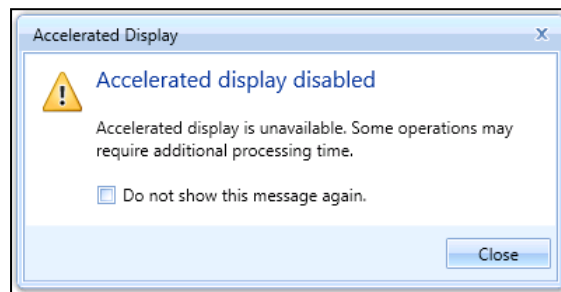 Accelerated Display
Accelerated display disabled
Accelerated display is unavailable. Some operations may
require additional processing time.
Do not show this message again.
Close